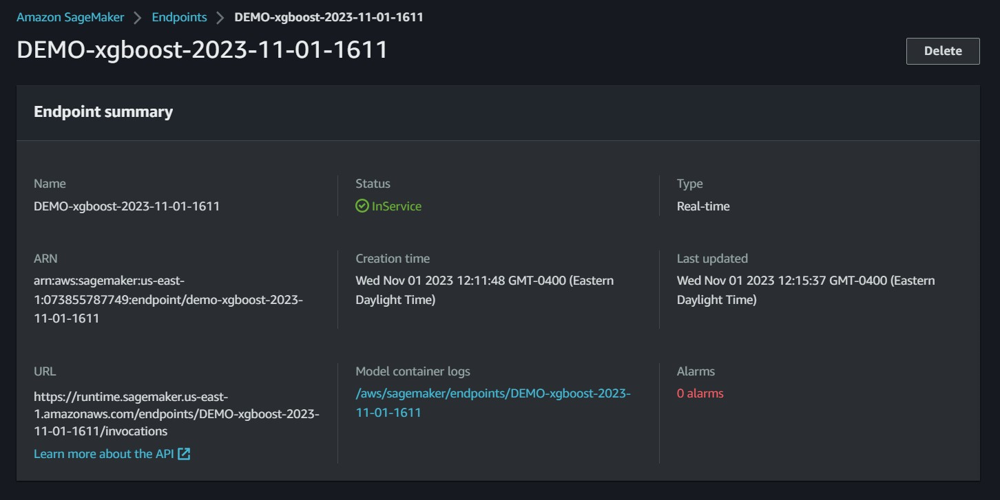 Amazon SageMaker > Endpoints > DEMO-xgboost-2023-11-01-1611
DEMO-xgboost-2023-11-01-1611
Delete
Endpoint summary
Name
DEMO-xgboost-2023-11-01-1611
Status
InService
Type
Real-time
ARN
arn:aws:sagemaker:us-east-
1:073855787749:endpoint/demo-xgboost-2023-
11-01-1611
Creation time
Wed Nov 01 2023 12:11:48 GMT-0400 (Eastern
Daylight Time)
Last updated
Wed Nov 01 2023 12:15:37 GMT-0400 (Eastern
Daylight Time)
URL
https://runtime.sagemaker.us-east-
1.amazonaws.com/endpoints/DEMO-xgboost-2023-
11-01-1611/invocations
Learn more about the API
Model container logs
/aws/sagemaker/endpoints/DEMO-xgboost-2023-
11-01-1611
Alarms
0 alarms